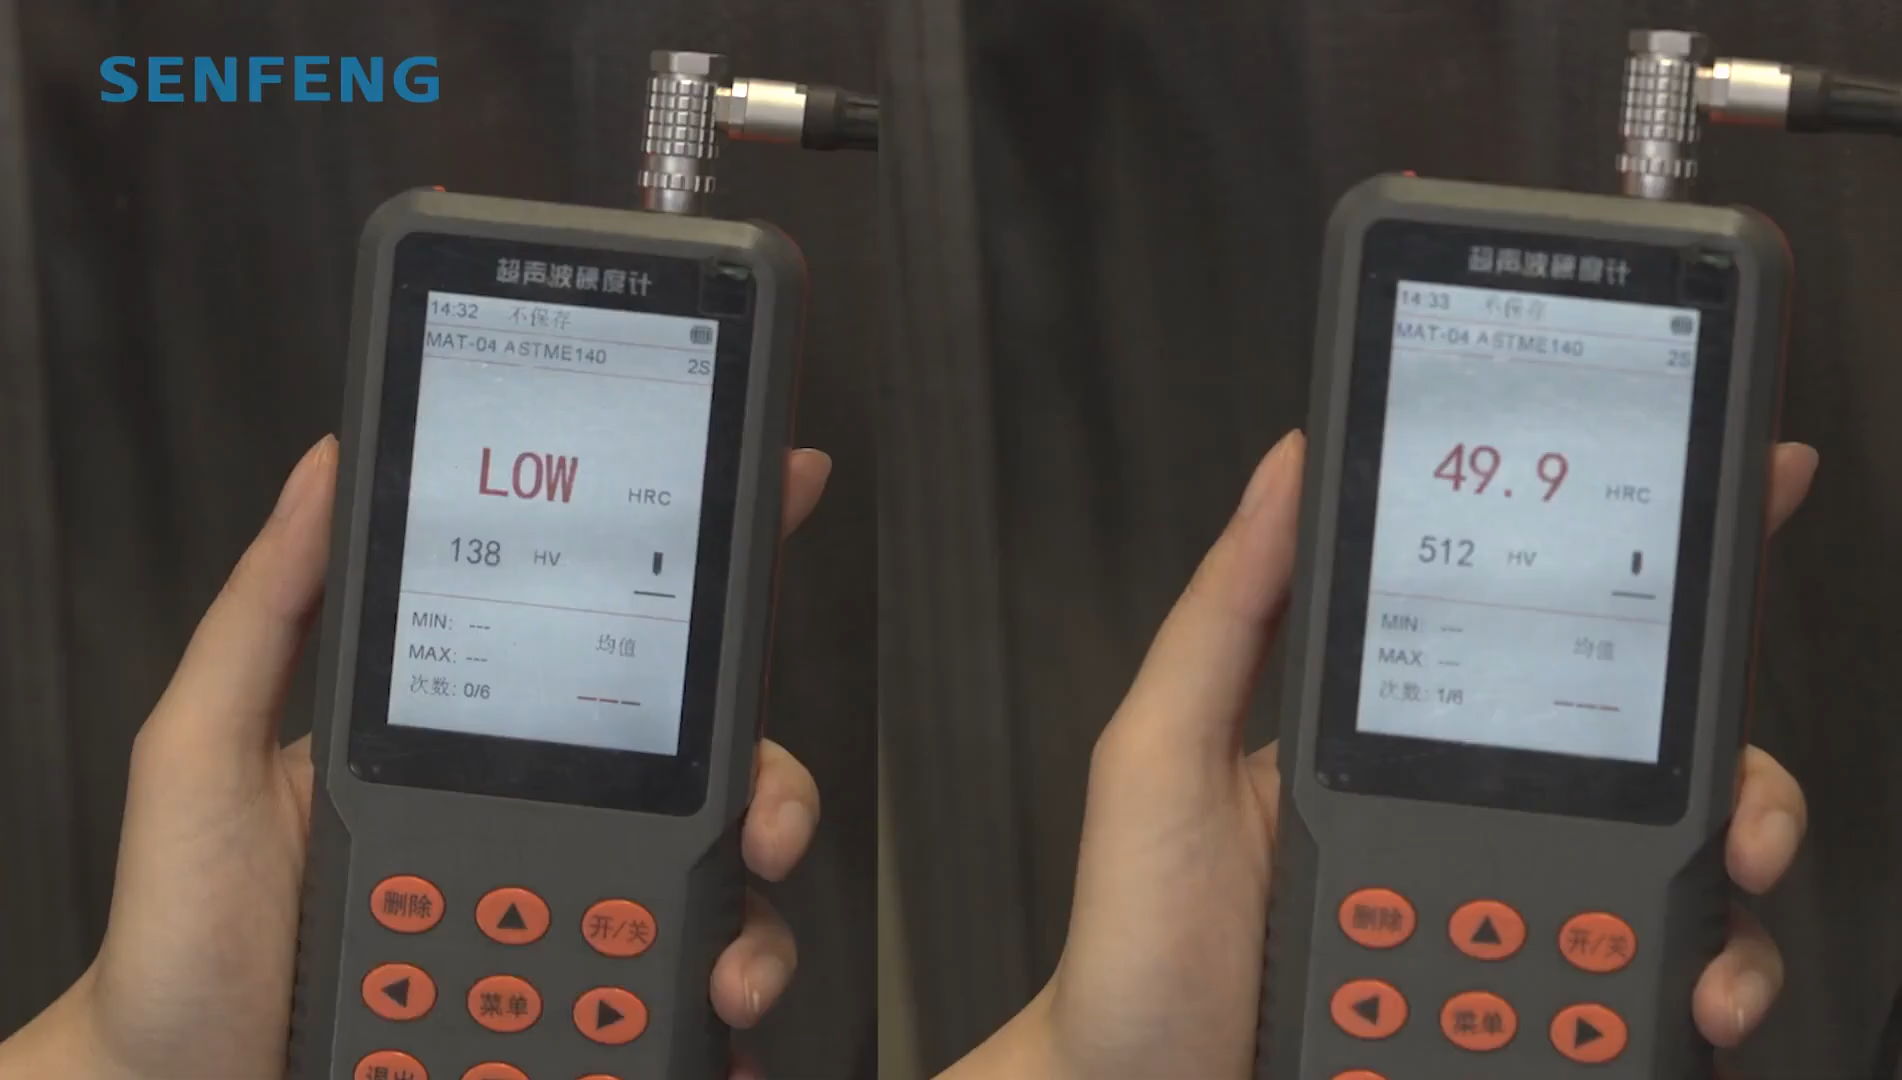 SENFENG
超声波硬度计
14:32 不保存
MAT-04 ASTME140 2S
LOW HRC
138 HV
MIN: ---
均值
MAX: ---
次数: 0/6 ---
删除
开/关
菜单
退出
超声波硬度计
14:33 不保存
MAT-04 ASTME140 2S
49.9 HRC
512 HV
MIN: ---
均值
MAX ---
次数: 1/6 ---
删除
开/关
菜单